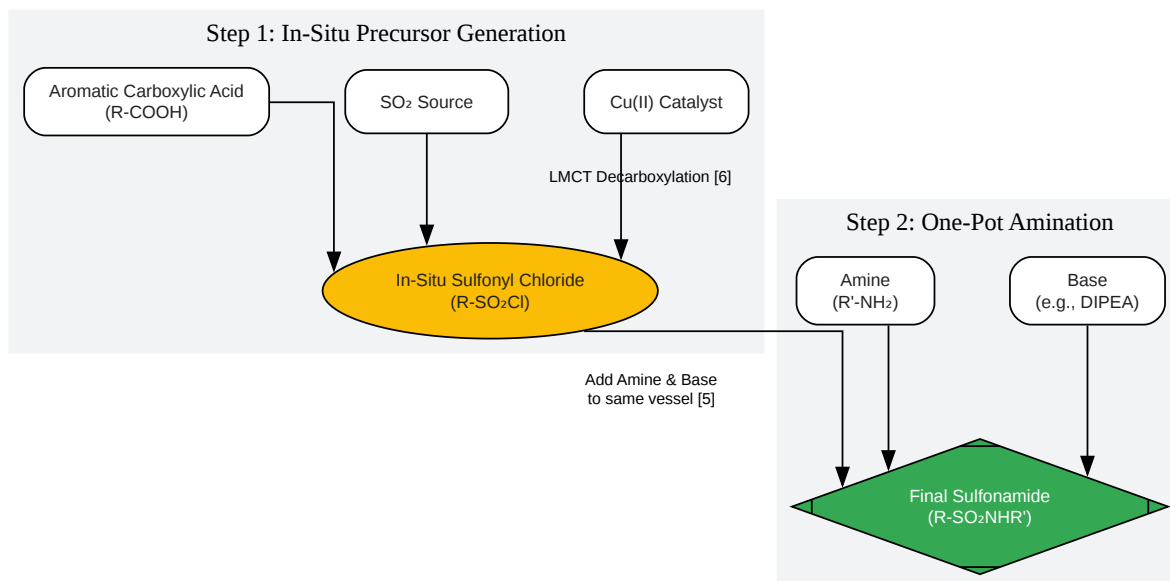 Step 1: In-Situ Precursor Generation
Aromatic Carboxylic Acid
(R-COOH)
SO₂ Source
Cu(II) Catalyst
LMCT Decarboxylation [6]
In-Situ Sulfonyl Chloride
(R-SO₂Cl)
Add Amine & Base
to same vessel [5]
Step 2: One-Pot Amination
Amine
(R'-NH₂)
Base
(e.g., DIPEA)
Final Sulfonamide
(R-SO₂NHR')